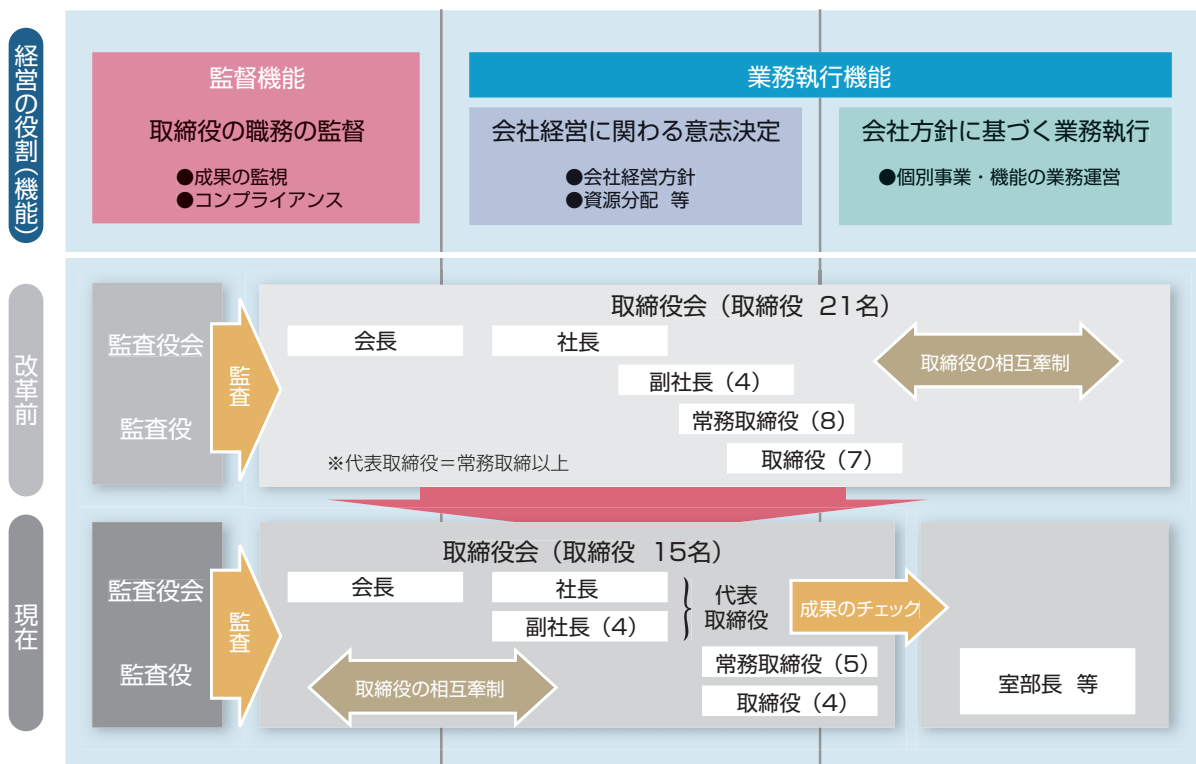 経営の役割(機能)
監督機能
取締役の職務の監督
●成果の監視
●コンプライアンス
業務執行機能
会社経営に関わる意志決定
●会社経営方針
●資源分配 等
会社方針に基づく業務執行
●個別事業・機能の業務運営
改革前
監査役会
監査役
監査
取締役会(取締役 21名)
会長
社長
副社長(4)
常務取締役(8)
取締役(7)
※代表取締役=常務取締以上
取締役の相互牽制
現在
監査役会
監査役
監査
取締役会(取締役 15名)
会長
社長
副社長(4)
代表
取締役
成果のチェック
常務取締役(5)
取締役(4)
取締役の相互牽制
室部長 等